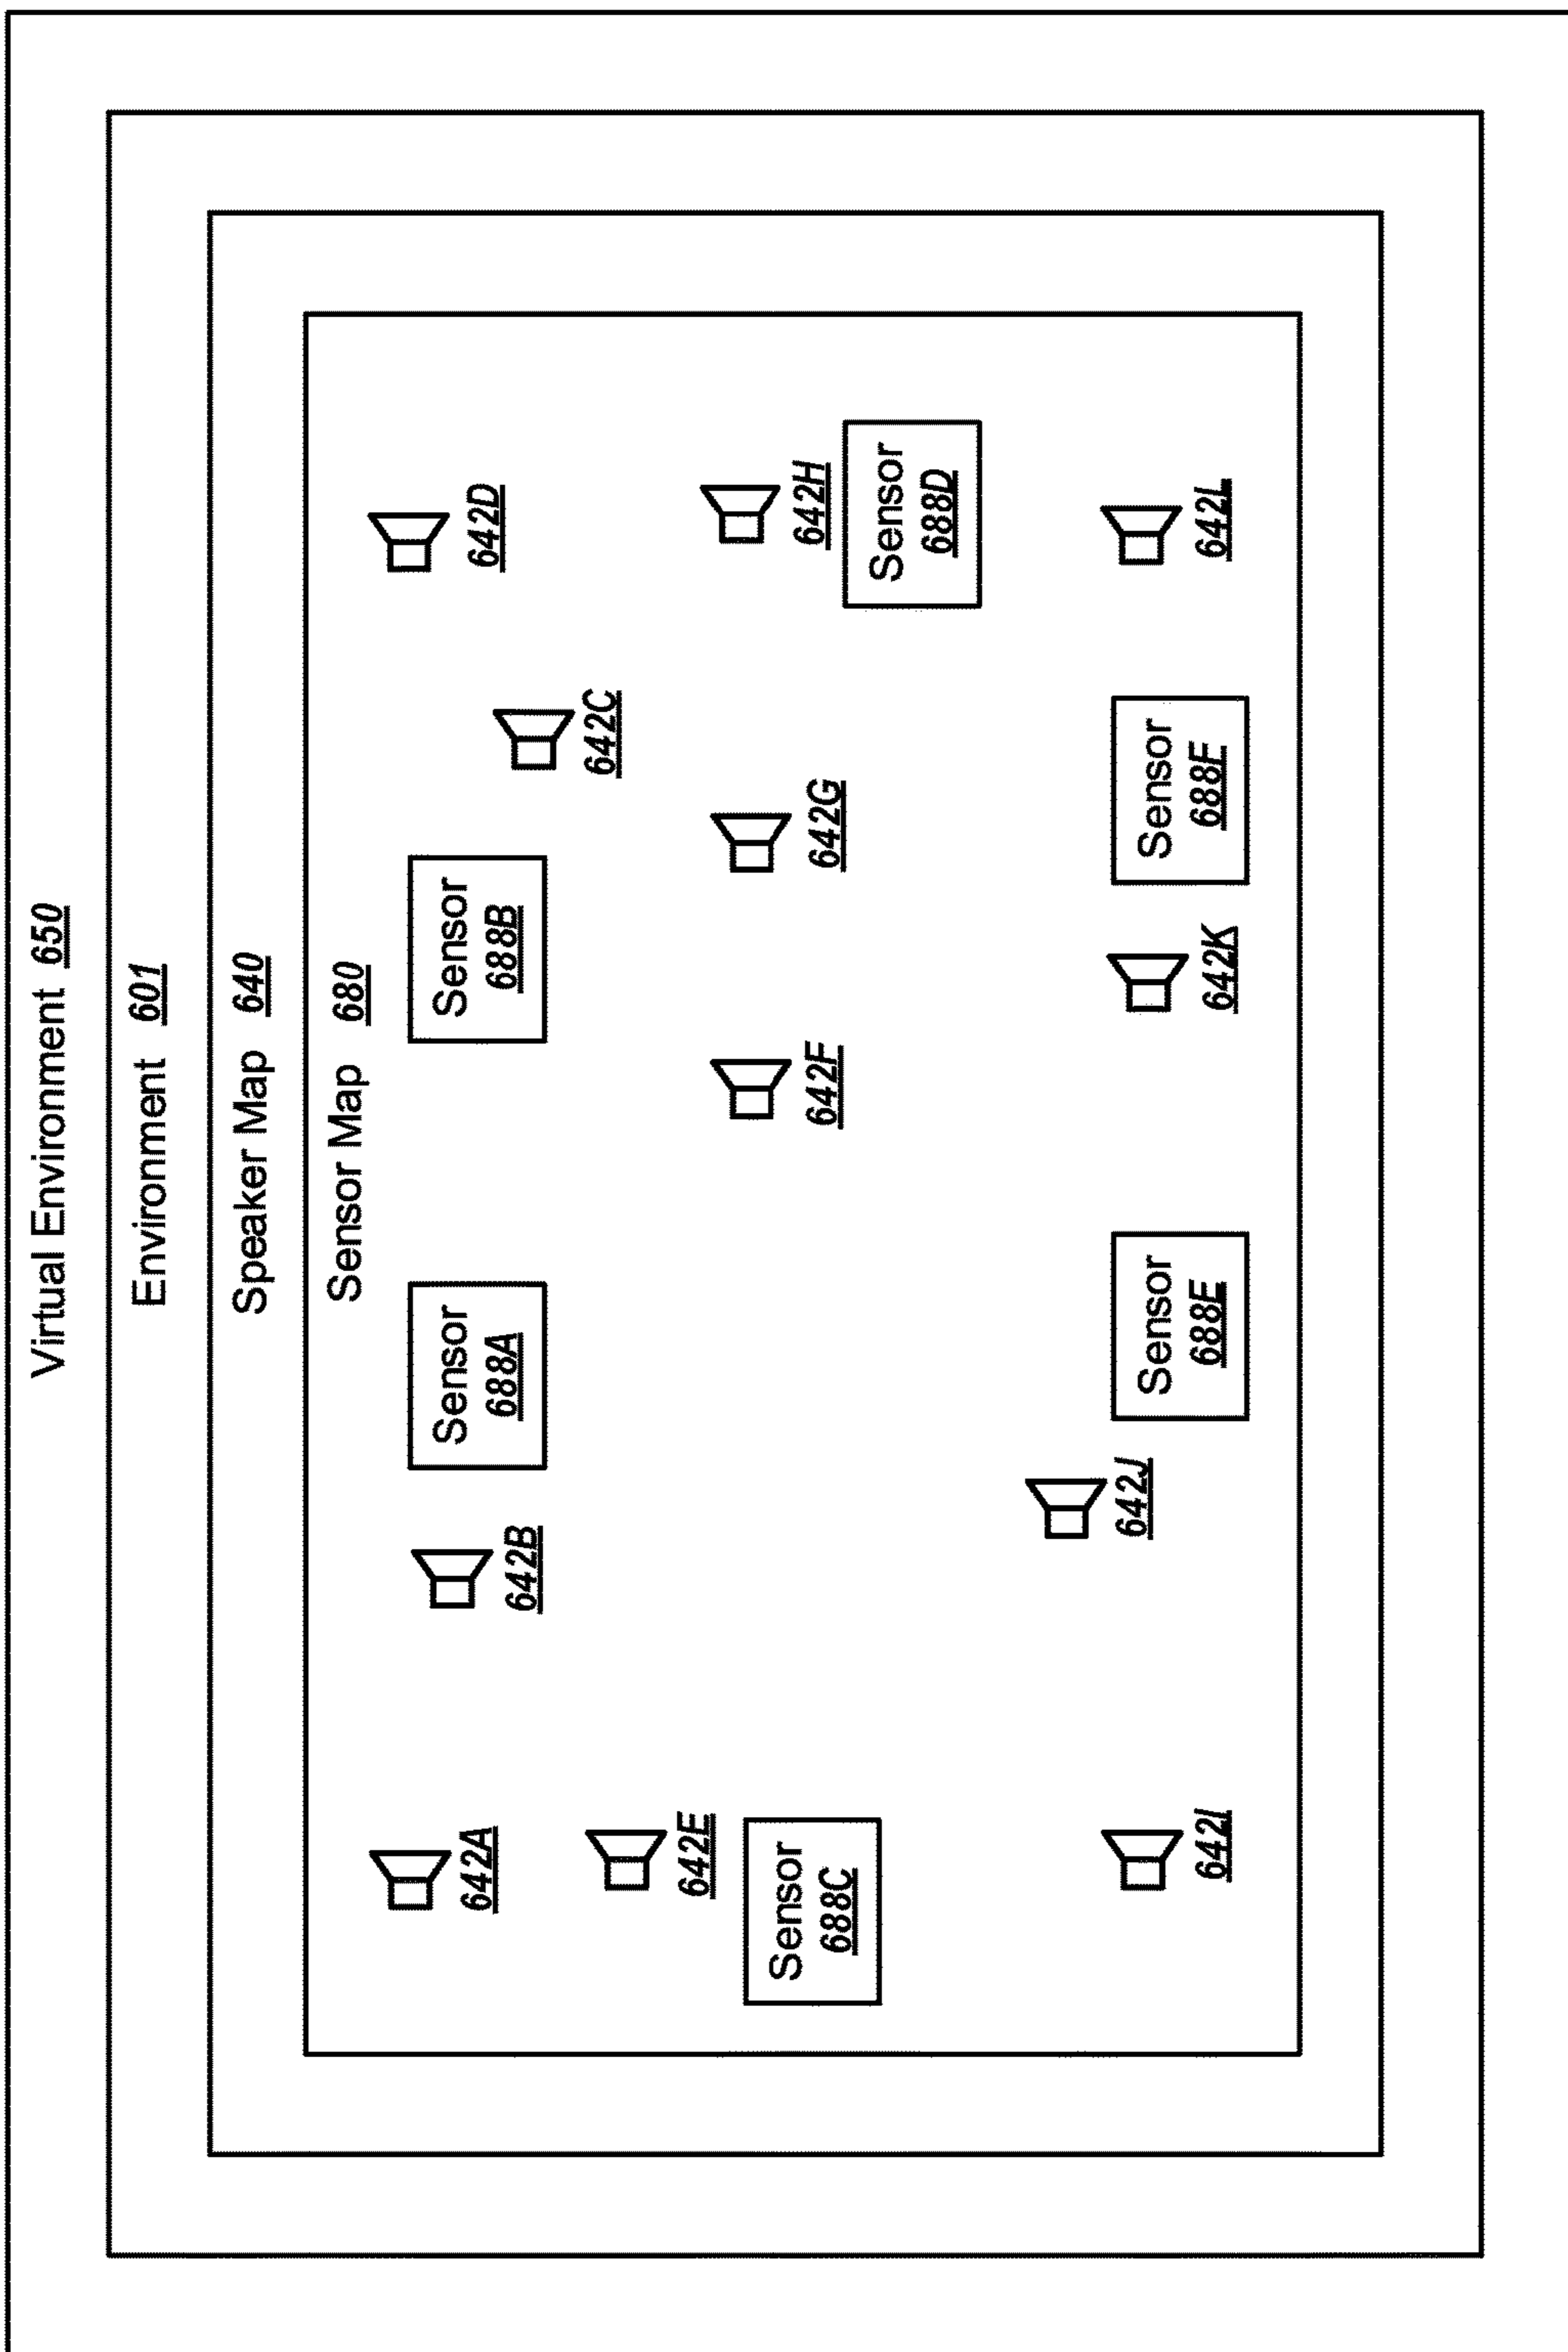 Virtual Environment 650
Environment 601
Speaker Map 640
Sensor Map 680
642A
642B
Sensor
688A
Sensor
688B
642C
642D
642E
Sensor
688C
642F
642G
642H
Sensor
688D
642I
642J
Sensor
688E
642K
Sensor
688F
642L